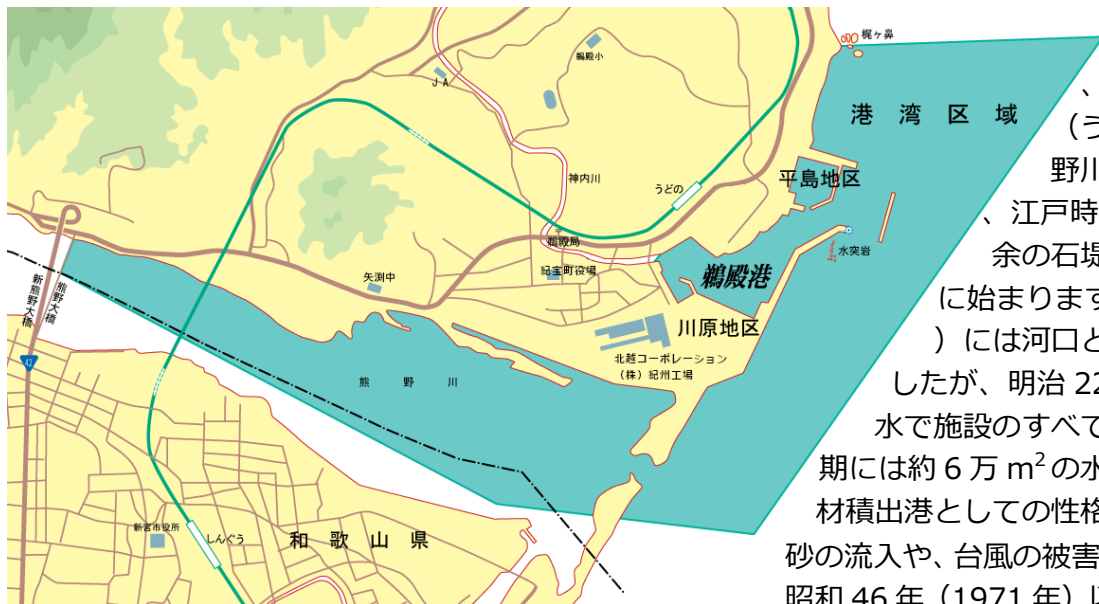 梶ヶ鼻
鵜殿小
JA
港湾区域
、
（う
平島地区
野川
神内川
うどの
、江戸時
鵜殿局
水突岩
余の石堤
紀宝町役場
矢渕中
鵜殿港
に始まります
熊野大橋
新熊野大橋
川原地区
）には河口と
北越コーポレーション
（株）紀州工場
42
熊野川
したが、明治 22
水で施設のすべて
期には約 6 万 m²の水
材積出港としての性格
新宮市役所
しんぐう
和歌山県
砂の流入や、台風の被害
昭和 46 年（1971 年）以